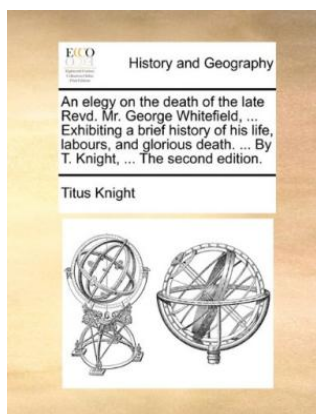 ECCO
History and Geography
An elegy on the death of the late
Revd. Mr. George Whitefield, ...
Exhibiting a brief history of his life,
labours, and glorious death. ... By
T. Knight, ... The second edition.
Titus Knight